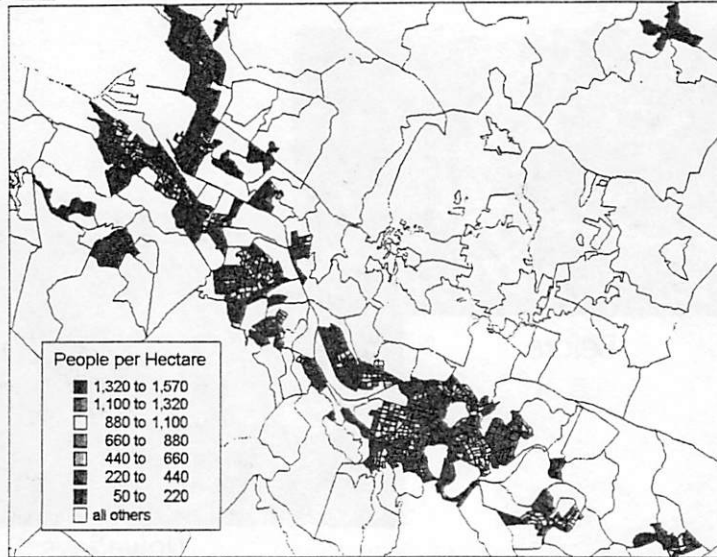 People per Hectare
1,320 to 1,570
1,100 to 1,320
880 to 1,100
660 to 880
440 to 660
220 to 440
50 to 220
all others